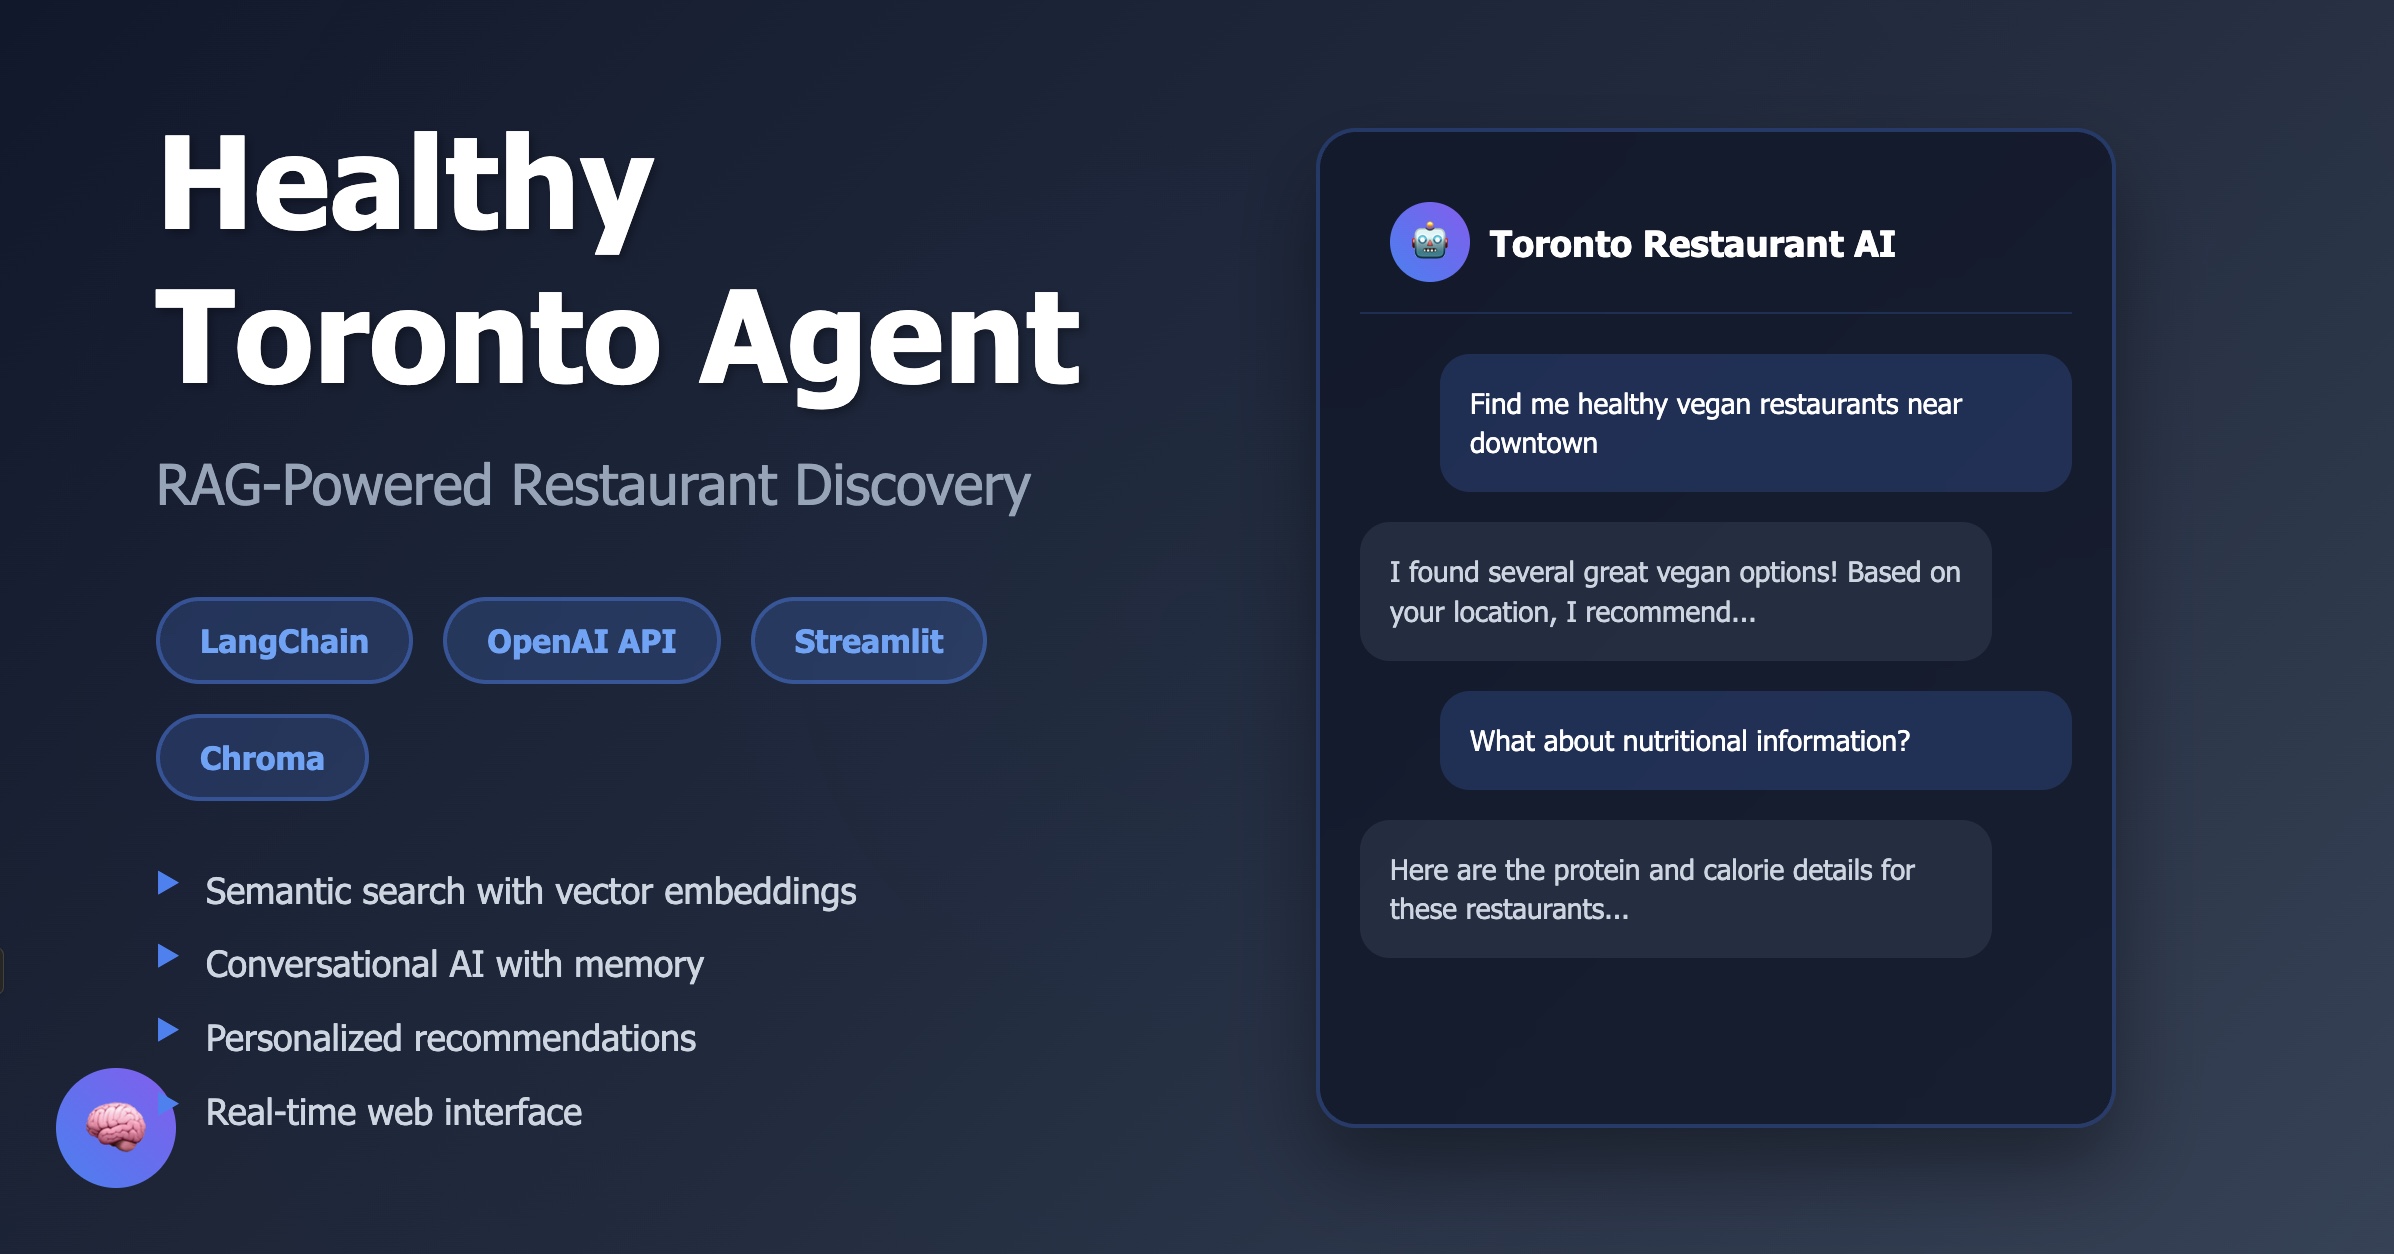 Healthy
Toronto Agent
RAG-Powered Restaurant Discovery
LangChain
OpenAI API
Streamlit
Chroma
Semantic search with vector embeddings
Conversational AI with memory
Personalized recommendations
Real-time web interface
Toronto Restaurant AI
Find me healthy vegan restaurants near
downtown
I found several great vegan options! Based on
your location, I recommend...
What about nutritional information?
Here are the protein and calorie details for
these restaurants...